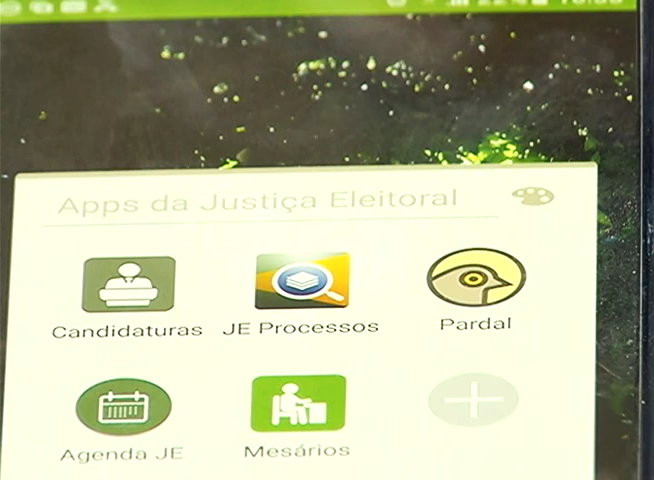 Apps da Justiça Eleitoral
Candidaturas JE Processos Pardal
Agenda JE Mesários